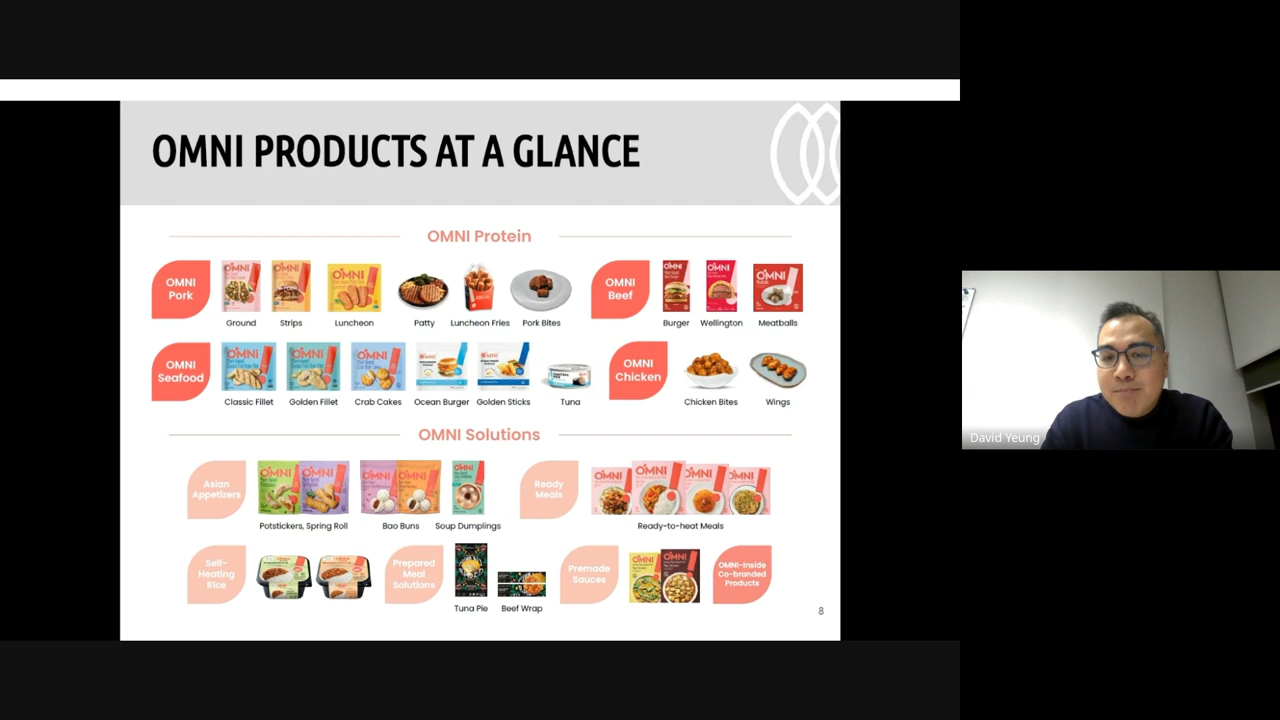 OMNI PRODUCTS AT A GLANCE
OMNI Protein
OMNI
Pork
Ground
Strips
Luncheon
Patty
Luncheon Fries
Pork Bites
OMNI
Beef
Burger
Wellington
Meatballs
OMNI
Seafood
Classic Fillet
Golden Fillet
Crab Cakes
Ocean Burger
Golden Sticks
Tuna
OMNI
Chicken
Chicken Bites
Wings
OMNI Solutions
Asian
Appetizers
Potstickers, Spring Roll
Bao Buns
Soup Dumplings
Ready
Meals
Ready-to-heat Meals
Self-
Heating
Rice
Prepared
Meal
Solutions
Tuna Pie
Beef Wrap
Premade
Sauces
OMNI-Inside
Co-branded
Products
8
David Yeung